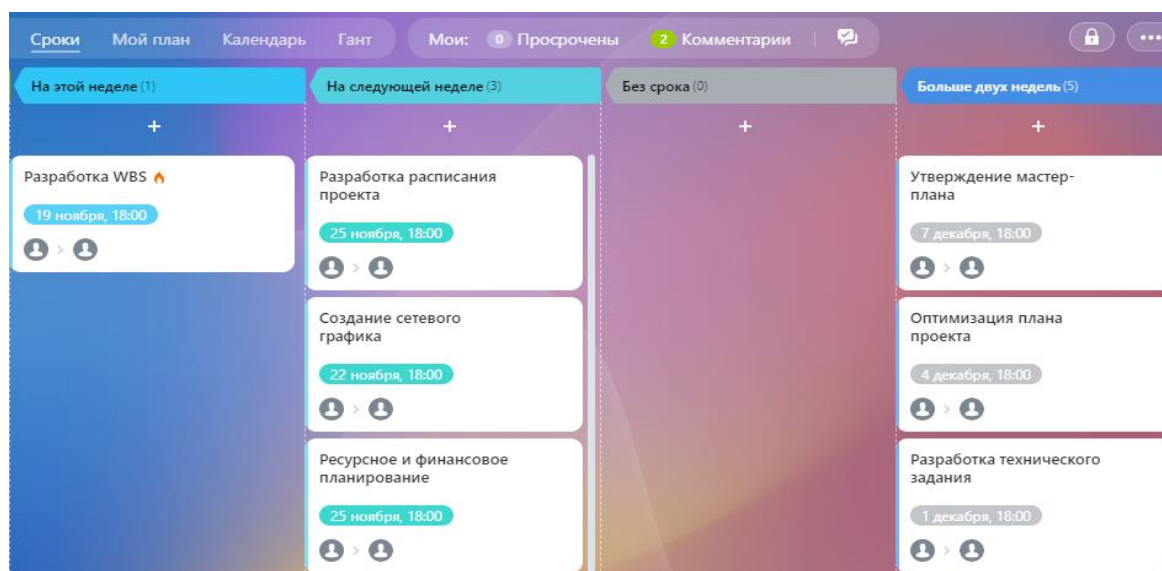 Сроки Мой план Календарь Гант Мои: 0 Просрочены 2 Комментарии
На этой неделе (1)
+
Разработка WBS
19 ноября, 18:00
На следующей неделе (3)
+
Разработка расписания
проекта
25 ноября, 18:00
Создание сетевого
графика
22 ноября, 18:00
Ресурсное и финансовое
планирование
25 ноября, 18:00
Без срока (0)
+
Больше двух недель (5)
+
Утверждение мастер-
плана
7 декабря, 18:00
Оптимизация плана
проекта
4 декабря, 18:00
Разработка технического
задания
1 декабря, 18:00